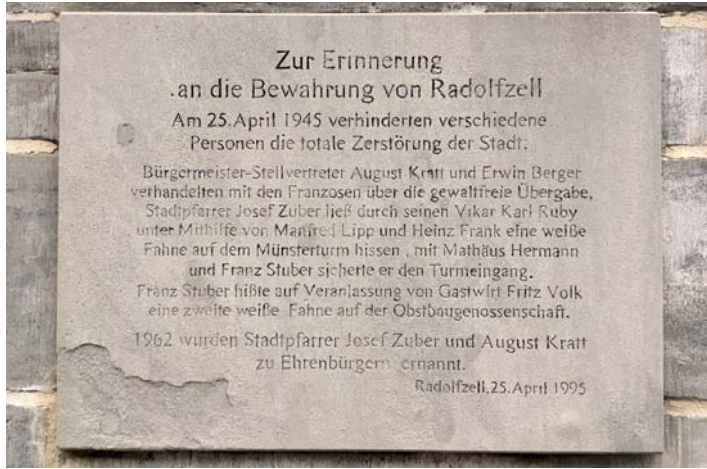 Zur Erinnerung
an die Bewahrung von Radolfzell
Am 25. April 1945 verhinderten verschiedene
Personen die totale Zerstörung der Stadt:
Bürgermeister-Stellvertreter August Kratt und Erwin Berger
verhandelten mit den Franzosen über die gewaltfreie Übergabe,
Stadtpfarrer Josef Zuber ließ durch seinen Vikar Karl Ruby
unter Mithilfe von Manfred Lipp und Heinz Frank eine weiße
Fahne auf dem Münsterturm hissen, mit Mathäus Hermann
und Franz Stuber sicherte er den Turmeingang.
Franz Stuber hißte auf Veranlassung von Gastwirt Fritz Volk
eine zweite weiße Fahne auf der Obstbaugenossenschaft.
1962 wurden Stadtpfarrer Josef Zuber und August Kratt
zu Ehrenbürgern ernannt.
Radolfzell, 25. April 1995